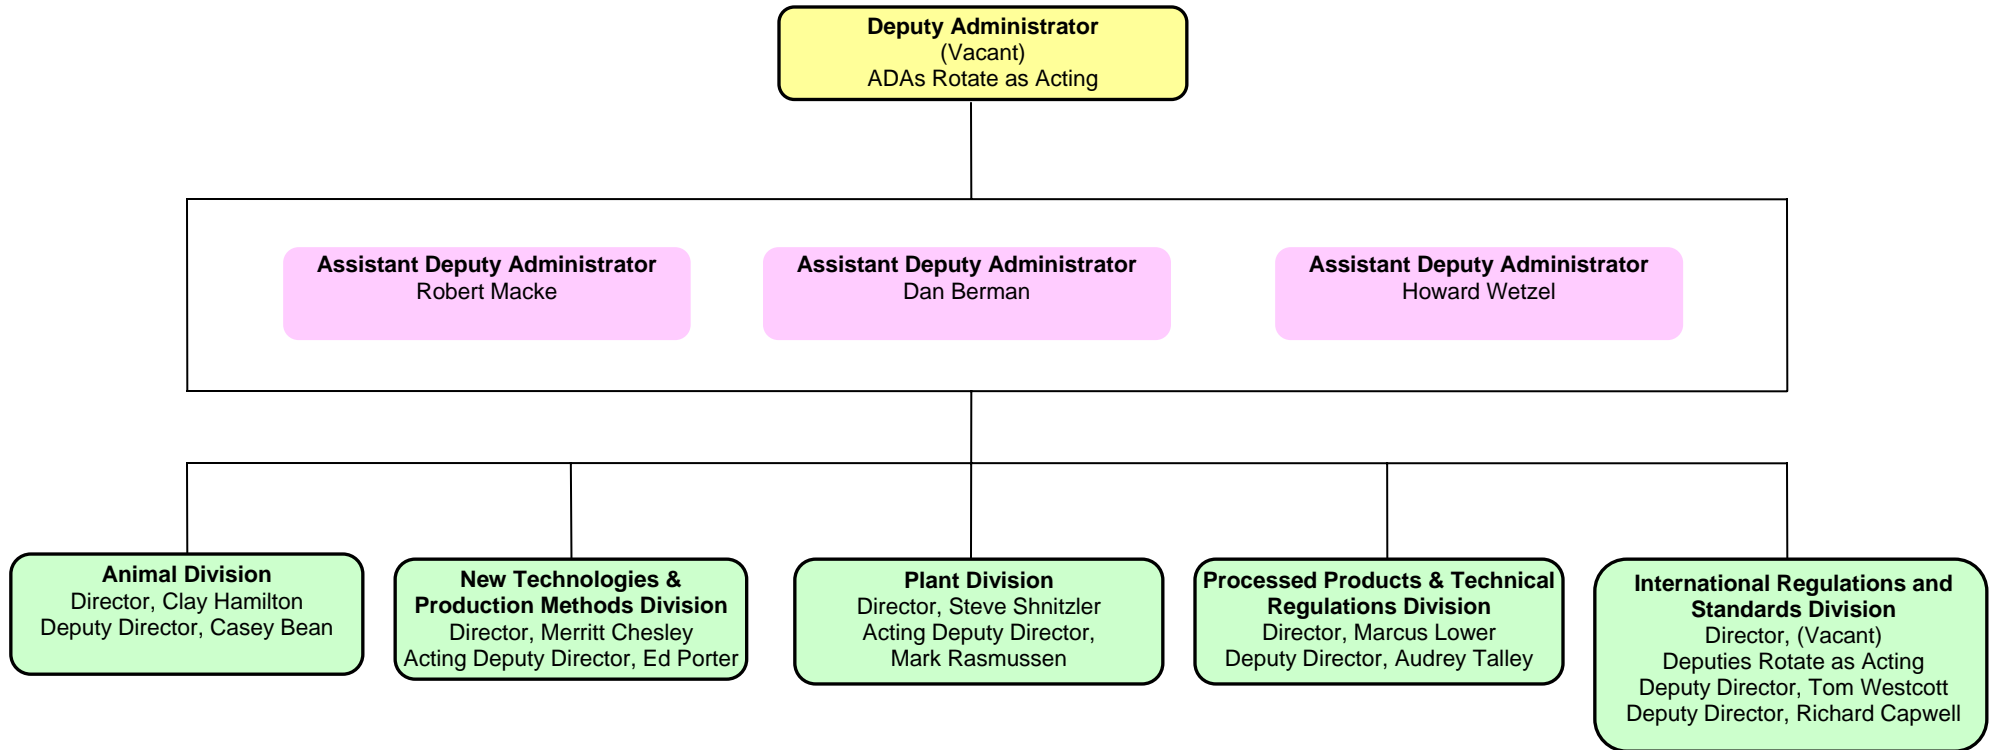 Deputy Administrator
(Vacant)
ADAs Rotate as Acting
Assistant Deputy Administrator
Robert Macke
Assistant Deputy Administrator
Dan Berman
Assistant Deputy Administrator
Howard Wetzel
Animal Division
Director, Clay Hamilton
Deputy Director, Casey Bean
New Technologies &
Production Methods Division
Director, Merritt Chesley
Acting Deputy Director, Ed Porter
Plant Division
Director, Steve Shnitzler
Acting Deputy Director,
Mark Rasmussen
Processed Products & Technical
Regulations Division
Director, Marcus Lower
Deputy Director, Audrey Talley
International Regulations and
Standards Division
Director, (Vacant)
Deputies Rotate as Acting
Deputy Director, Tom Westcott
Deputy Director, Richard Capwell